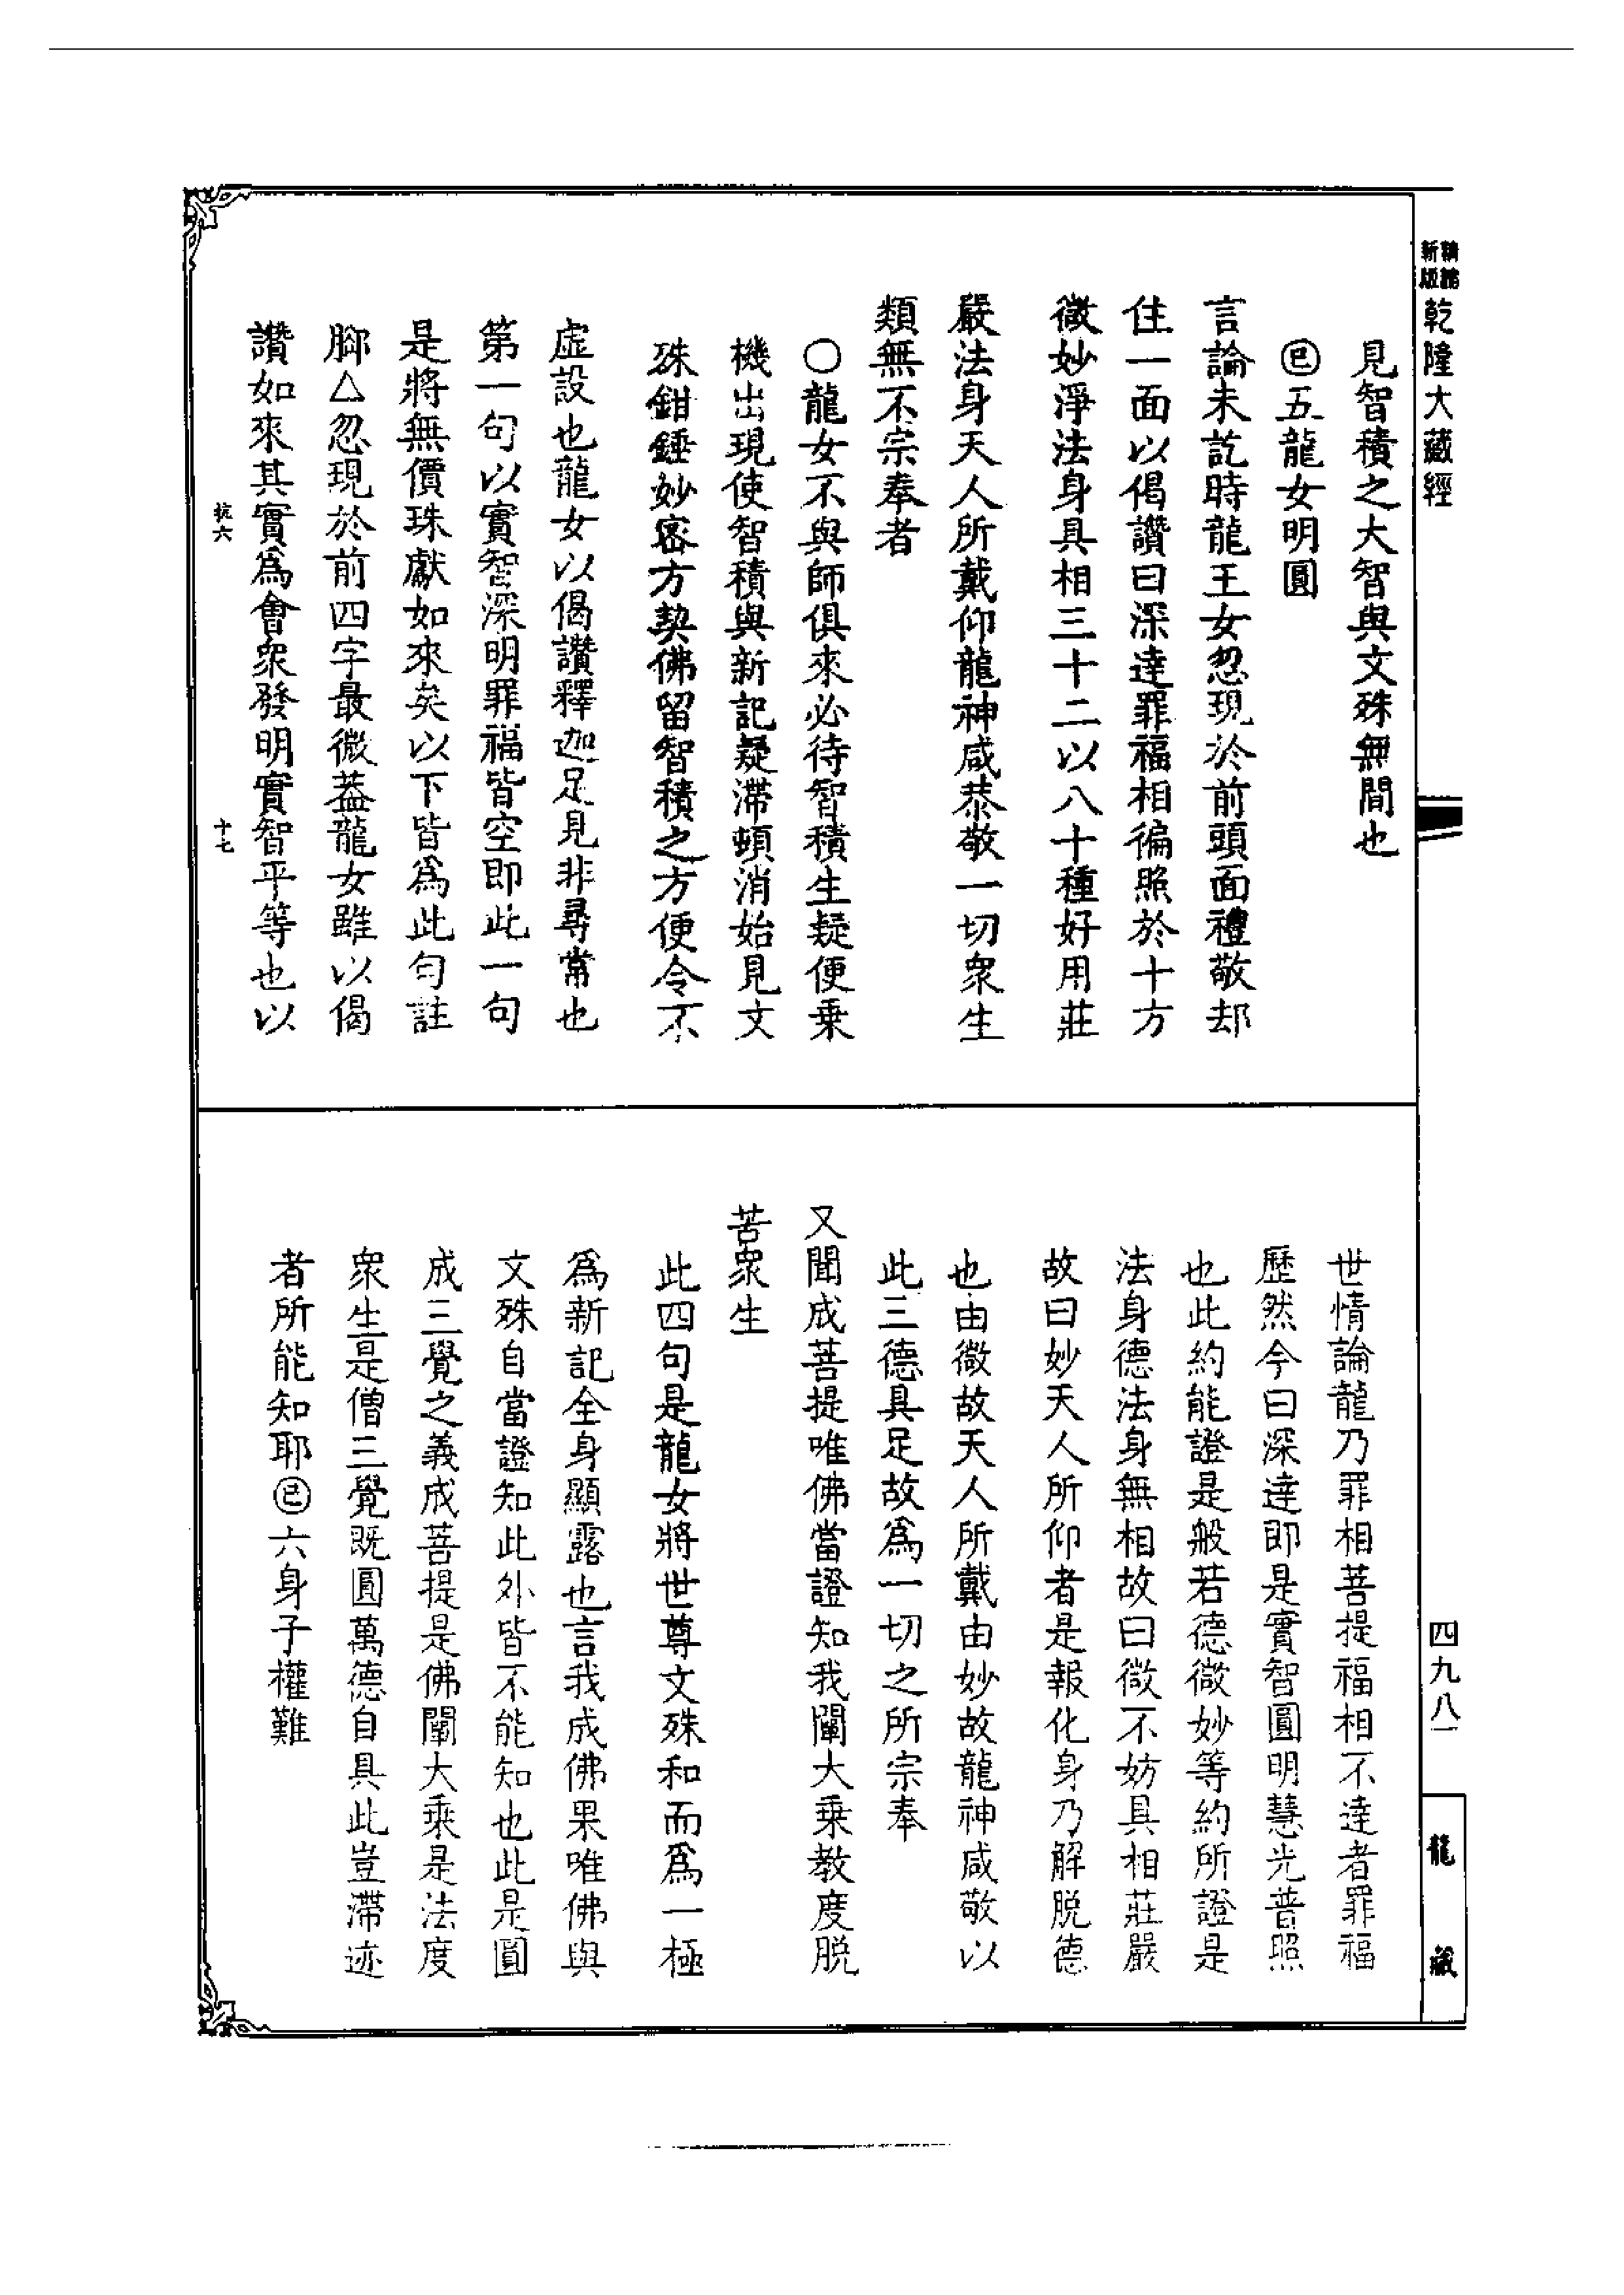 精縮
新版
乾隆大藏經
見智積之大智與文殊無間也
㊁五龍女明圓
言論未訖時龍王女忽現於前頭面禮敬却
住一面以偈讚曰深達罪福相徧照於十方
微妙淨法身具相三十二以八十種好用莊
嚴法身天人所戴仰龍神咸恭敬一切衆生
類無不宗奉者
〇龍女不與師俱來必待智積生疑便乗
機出現使智積與新記疑滯頓消始見文
殊鉗錘妙密方契佛留智積之方便令不
虛設也龍女以偈讚釋迦足見非尋常也
第一句以實智深明罪福皆空即此一句
是將無價珠獻如來矣以下皆爲此句註
脚△忽現於前四字最微葢龍女雖以偈
讚如來其實爲會衆發明實智平等也以
杭六
十七
世情論龍乃罪相菩提福相不達者罪福
歷然今曰深達即是實智圓明慧光普照
也此約能證是般若德微妙等約所證是
法身德法身無相故曰微不妨具相莊嚴
故曰妙天人所仰者是報化身乃解脱德
也由微故天人所戴由妙故龍神咸敬以
此三德具足故爲一切之所宗奉
又聞成菩提唯佛當證知我闡大乗教度脱
苦衆生
此四句是龍女將世尊文殊和而爲一極
爲新記全身顯露也言我成佛果唯佛與
文殊自當證知此外皆不能知也此是圓
成三覺之義成菩提是佛闡大乗是法度
衆生是僧三覺既圓萬德自具此豈滯迹
者所能知耶㊁六身子權難
四九八
龍藏